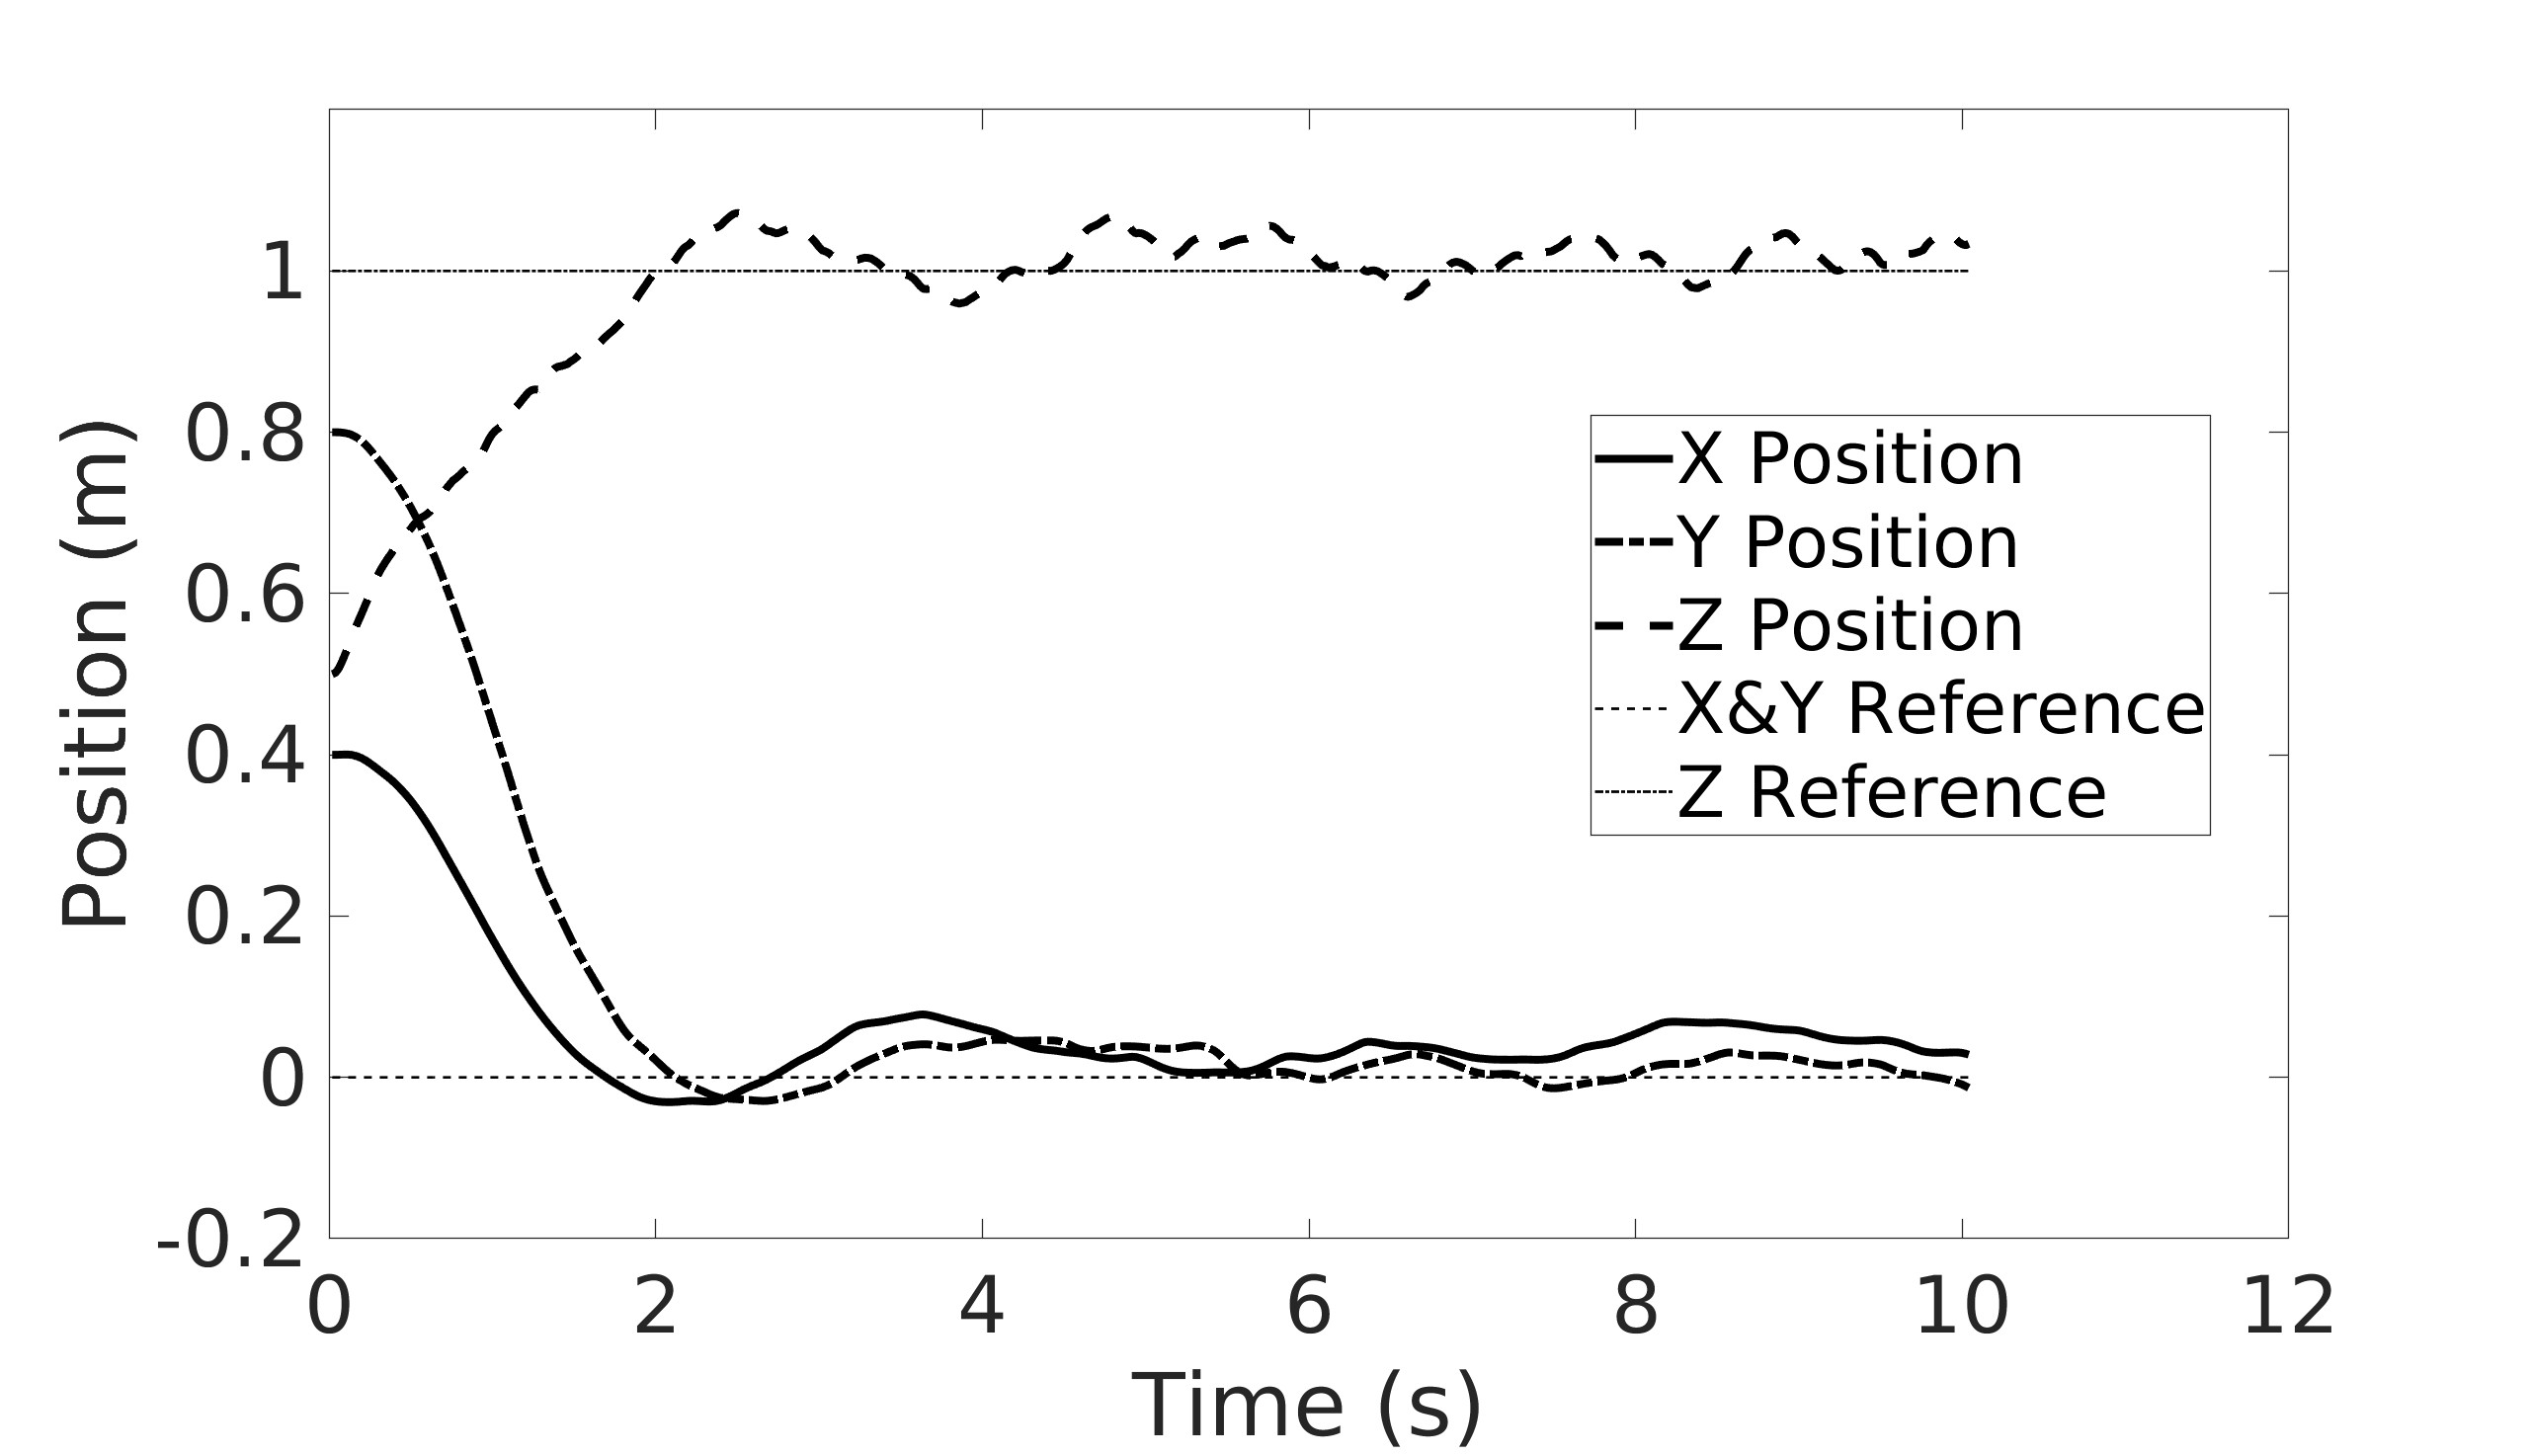 Position (m)
1
0.8
0.6
0.4
0.2
0
-0.2
X Position
Y Position
Z Position
X&Y Reference
Z Reference
0 2 4 6 8 10 12
Time (s)